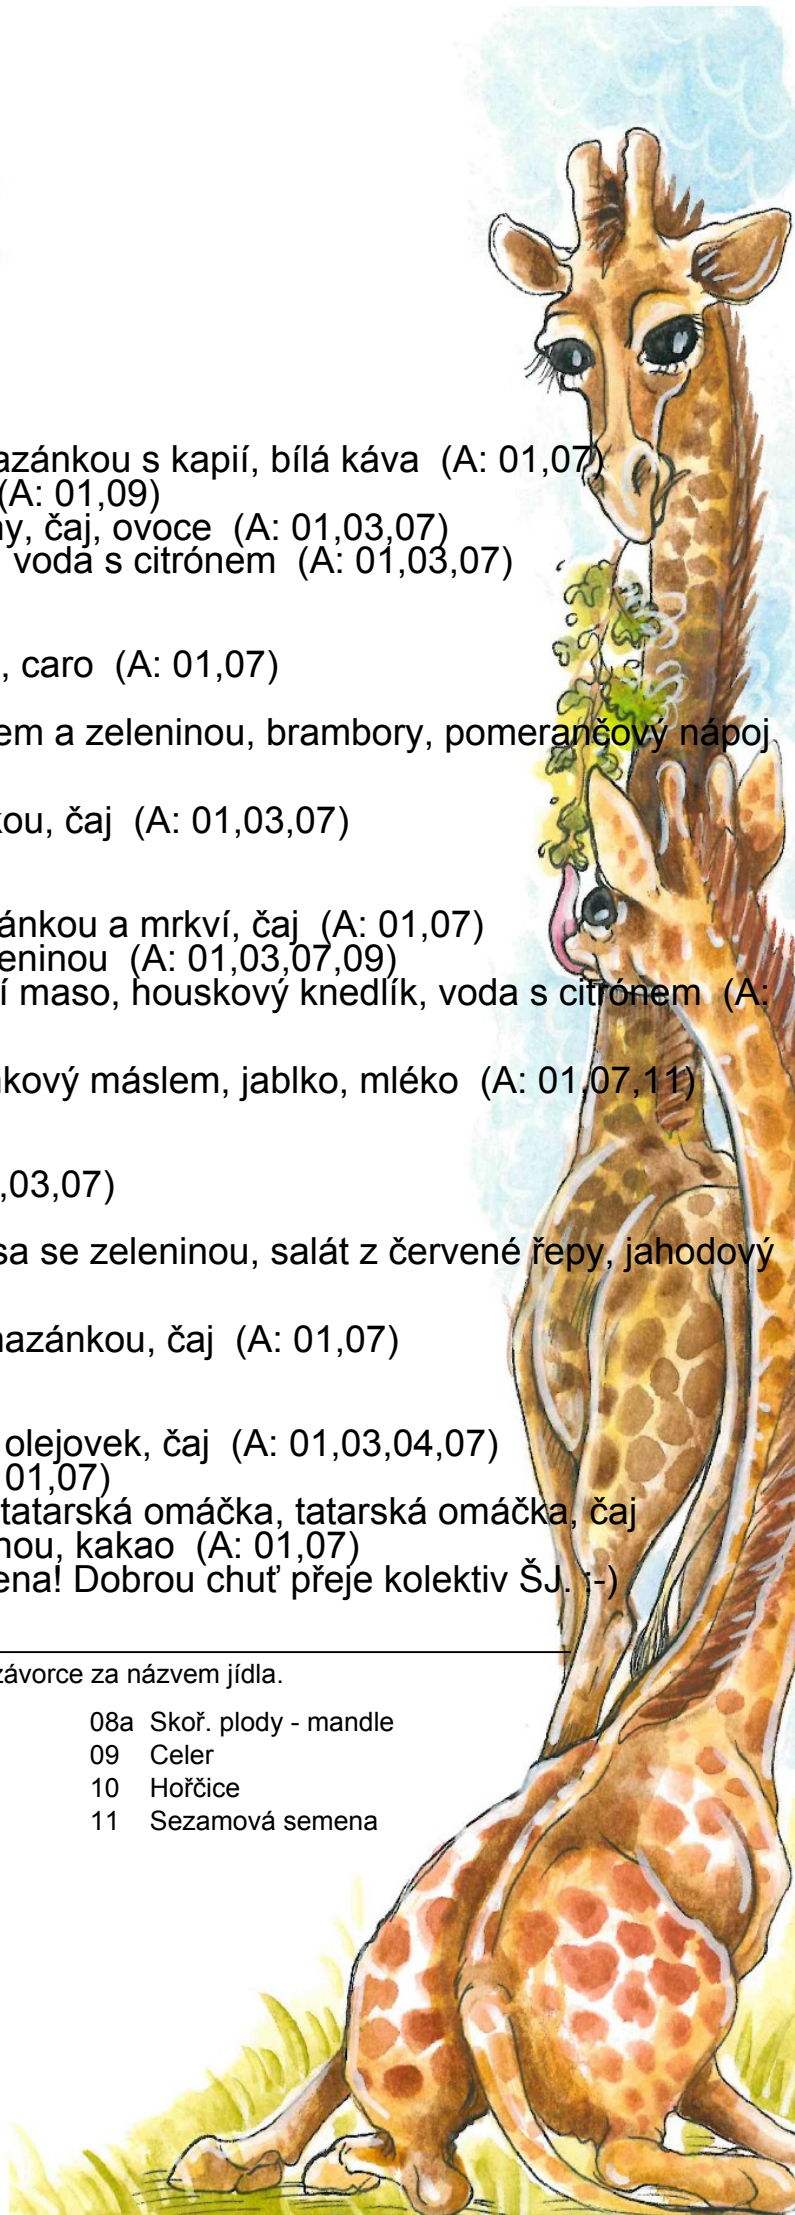 azánkou s kapií, bílá káva (A: 01,07)
(A: 01,09)
ny, čaj, ovoce (A: 01,03,07)
voda s citrónem (A: 01,03,07)
, caro (A: 01,07)
em a zeleninou, brambory, pomerančový nápoj
kou, čaj (A: 01,03,07)
ánkou a mrkví, čaj (A: 01,07)
eninou (A: 01,03,07,09)
í maso, houskový knedlík, voda s citrónem (A:
nkový máslem, jablko, mléko (A: 01,07,11)
,03,07)
sa se zeleninou, salát z červené řepy, jahodový
nazánkou, čaj (A: 01,07)
olejovek, čaj (A: 01,03,04,07)
01,07)
tatarská omáčka, tatarská omáčka, čaj
nou, kakao (A: 01,07)
ena! Dobrou chuť přeje kolektiv ŠJ. :-)
závorce za názvem jídla.
08a Skoř. plody - mandle
09 Celer
10 Hořčice
11 Sezamová semena